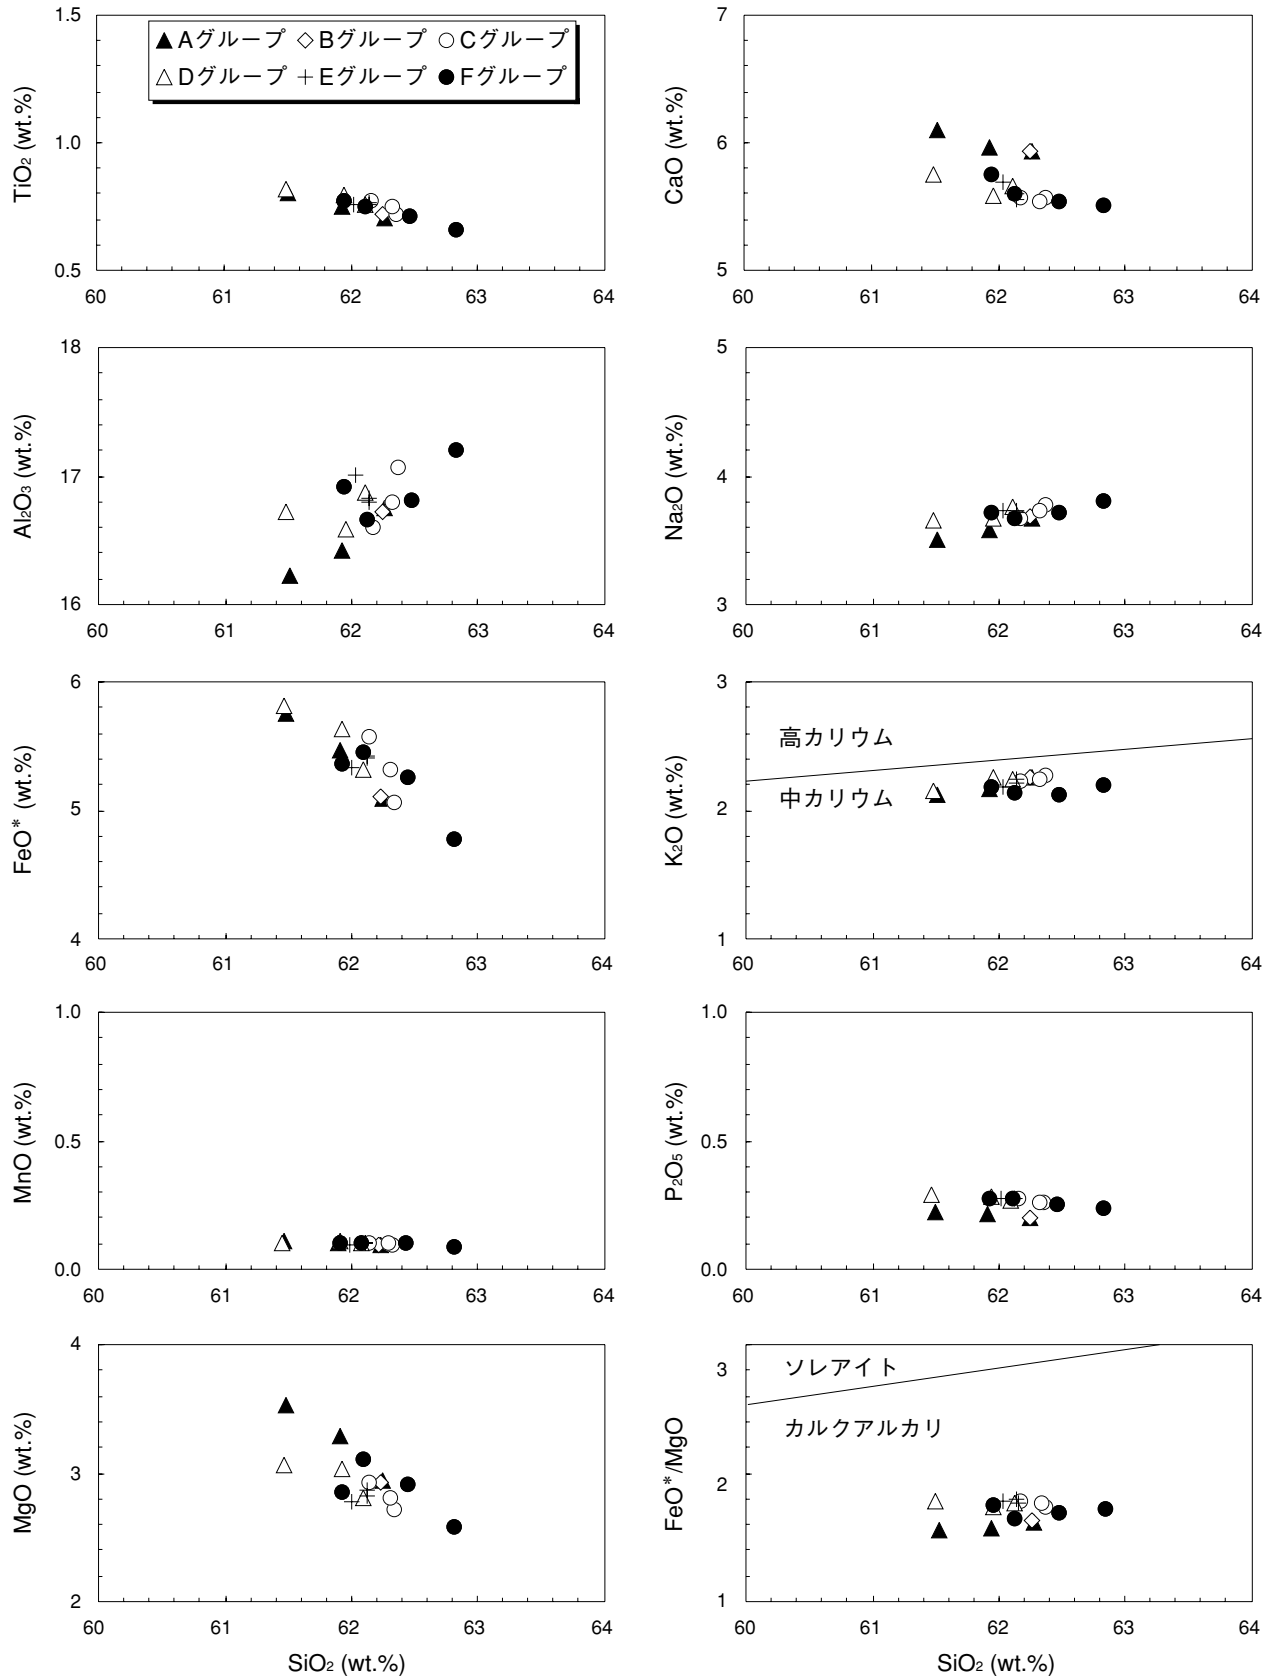 ▲Aグループ ◇Bグループ ○Cグループ
△Dグループ +Eグループ ●Fグループ
1.5
1.0
0.5
TiO₂ (wt.%)
60 61 62 63 64
7
6
5
CaO (wt.%)
60 61 62 63 64
18
17
16
Al₂O₃ (wt.%)
60 61 62 63 64
5
4
3
Na₂O (wt.%)
60 61 62 63 64
6
5
4
FeO* (wt.%)
60 61 62 63 64
3
2
1
K₂O (wt.%)
高カリウム
中カリウム
60 61 62 63 64
1.0
0.5
0.0
MnO (wt.%)
60 61 62 63 64
1.0
0.5
0.0
P₂O₅ (wt.%)
60 61 62 63 64
4
3
2
MgO (wt.%)
60 61 62 63 64
SiO₂ (wt.%)
3
2
1
FeO*/MgO
ソレアイト
カルクアルカリ
60 61 62 63 64
SiO₂ (wt.%)